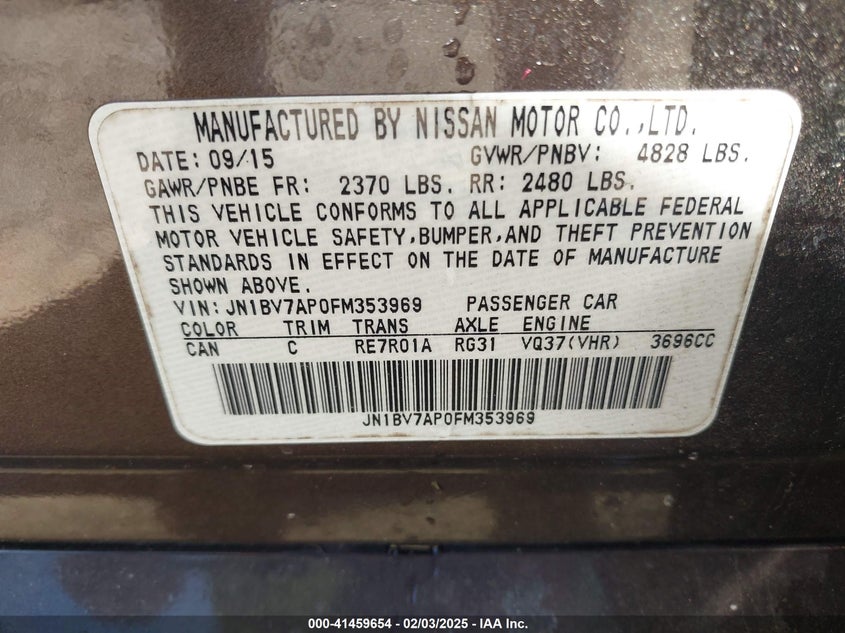 MANUFACTURED BY NISSAN MOTOR CO.,LTD.
DATE: 09/15 GVWR/PNBV: 4828 LBS.
GAWR/PNBE FR: 2370 LBS. RR: 2480 LBS.
THIS VEHICLE CONFORMS TO ALL APPLICABLE FEDERAL
MOTOR VEHICLE SAFETY,BUMPER,AND THEFT PREVENTION
STANDARDS IN EFFECT ON THE DATE OF MANUFACTURE
SHOWN ABOVE.
VIN: JN1BV7AP0FM353969 PASSENGER CAR
COLOR TRIM TRANS AXLE ENGINE
CAN C RE7R01A RG31 VQ37(VHR) 3696CC
JN1BV7AP0FM353969
000-41459654 - 02/03/2025 - IAA Inc.